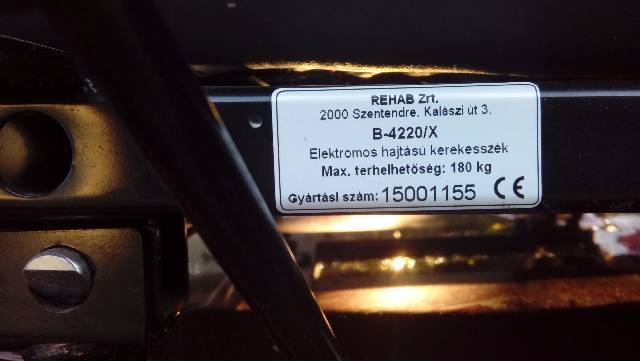 REHAB Zrt.
2000 Szentendre, Kalászi út 3.
B-4220/X
Elektromos hajtású kerekesszék
Max. terhelhetőség: 180 kg
Gyártási szám: 15001155 CE